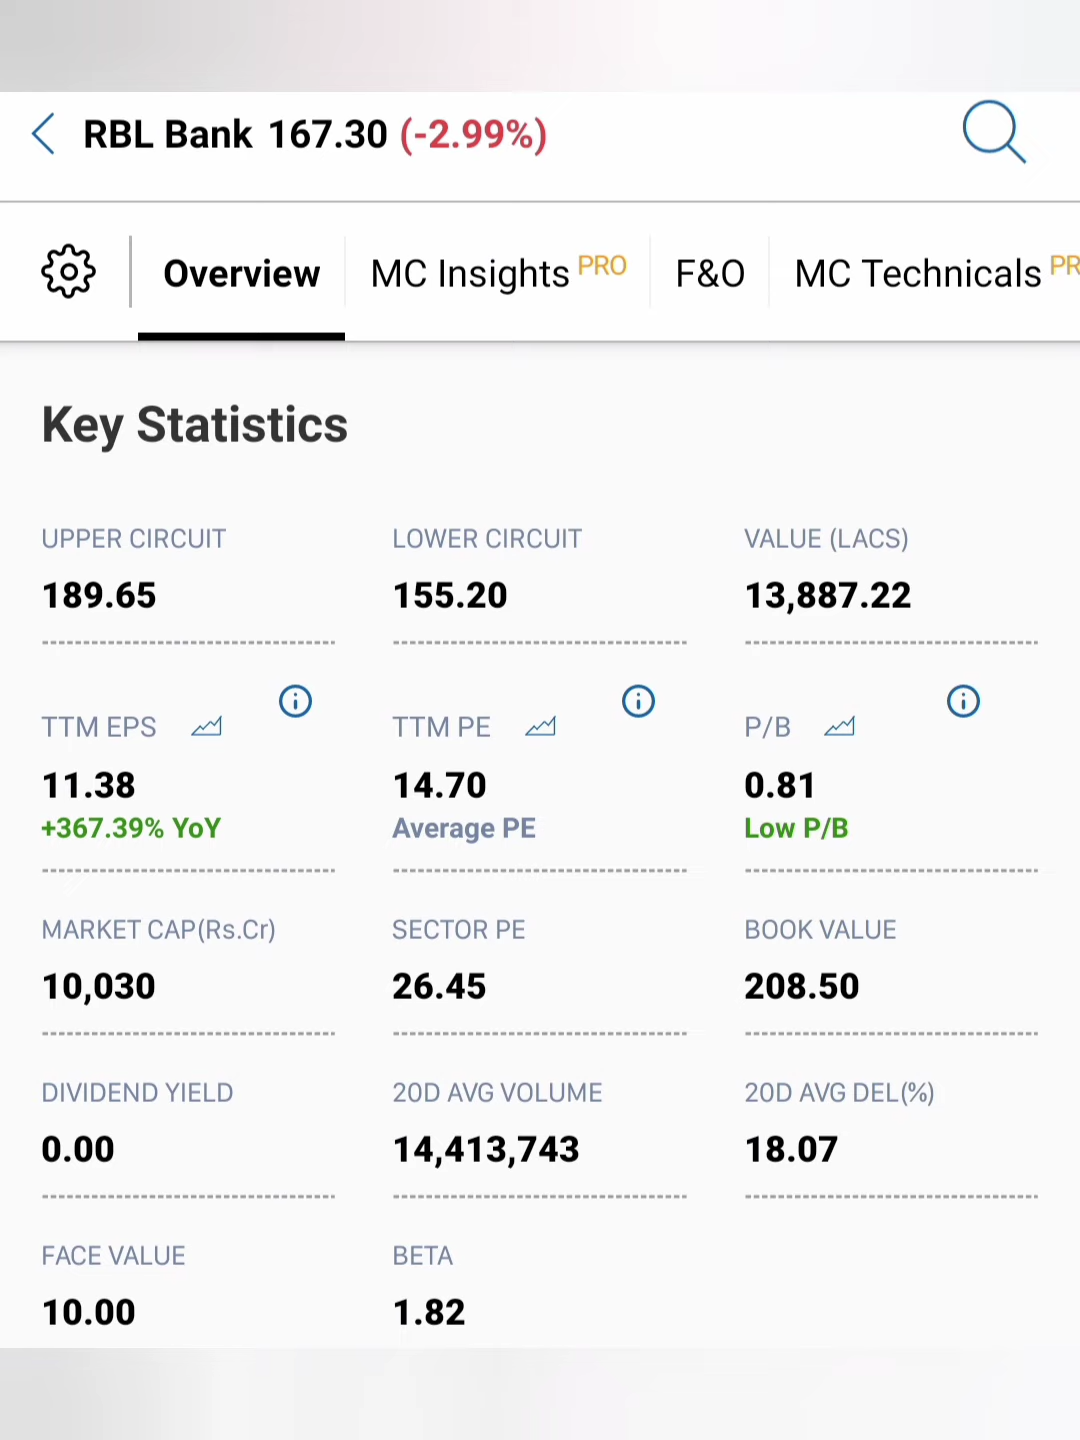 RBL Bank 167.30 (-2.99%)
Overview MC Insights PRO F&O MC Technicals PR
Key Statistics
UPPER CIRCUIT LOWER CIRCUIT VALUE (LACS)
189.65 155.20 13,887.22
TTM EPS TTM PE P/B
11.38 14.70 0.81
+367.39% YoY Average PE Low P/B
MARKET CAP(Rs.Cr) SECTOR PE BOOK VALUE
10,030 26.45 208.50
DIVIDEND YIELD 20D AVG VOLUME 20D AVG DEL(%)
0.00 14,413,743 18.07
FACE VALUE BETA
10.00 1.82